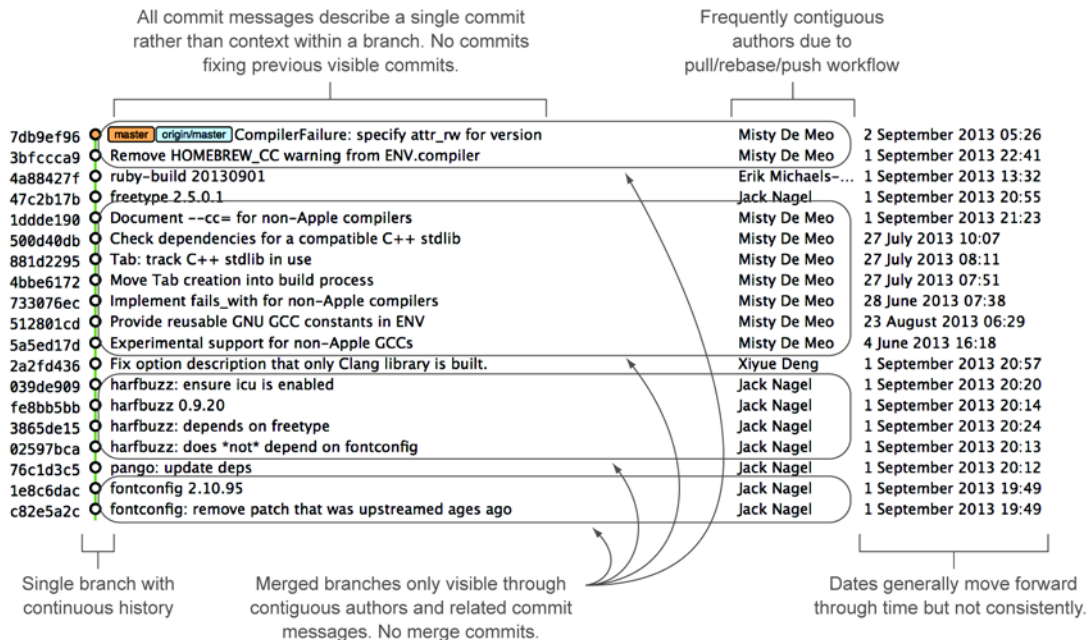 All commit messages describe a single commit
rather than context within a branch. No commits
fixing previous visible commits.
Frequently contiguous
authors due to
pull/rebase/push workflow
7db9ef96 master origin/master CompilerFailure: specify attr_rw for version Misty De Meo 2 September 2013 05:26
3bfccca9 Remove HOMEBREW_CC warning from ENV.compiler Misty De Meo 1 September 2013 22:41
4a88427f ruby-build 20130901 Erik Michaels-... 1 September 2013 13:32
47c2b17b freetype 2.5.0.1 Jack Nagel 1 September 2013 20:55
1ddde190 Document --cc= for non-Apple compilers Misty De Meo 1 September 2013 21:23
500d40db Check dependencies for a compatible C++ stdlib Misty De Meo 27 July 2013 10:07
881d2295 Tab: track C++ stdlib in use Misty De Meo 27 July 2013 08:11
4bbe6172 Move Tab creation into build process Misty De Meo 27 July 2013 07:51
733076ec Implement fails_with for non-Apple compilers Misty De Meo 28 June 2013 07:38
512801cd Provide reusable GNU GCC constants in ENV Misty De Meo 23 August 2013 06:29
5a5ed17d Experimental support for non-Apple GCCs Misty De Meo 4 June 2013 16:18
2a2fd436 Fix option description that only Clang library is built. Xiyue Deng 1 September 2013 20:57
039de909 harfbuzz: ensure icu is enabled Jack Nagel 1 September 2013 20:20
fe8bb5bb harfbuzz 0.9.20 Jack Nagel 1 September 2013 20:14
3865de15 harfbuzz: depends on freetype Jack Nagel 1 September 2013 20:24
02597bca harfbuzz: does *not* depend on fontconfig Jack Nagel 1 September 2013 20:13
76c1d3c5 pango: update deps Jack Nagel 1 September 2013 20:12
1e8c6dac fontconfig 2.10.95 Jack Nagel 1 September 2013 19:49
c82e5a2c fontconfig: remove patch that was upstreamed ages ago Jack Nagel 1 September 2013 19:49
Single branch with
continuous history
Merged branches only visible through
contiguous authors and related commit
messages. No merge commits.
Dates generally move forward
through time but not consistently.